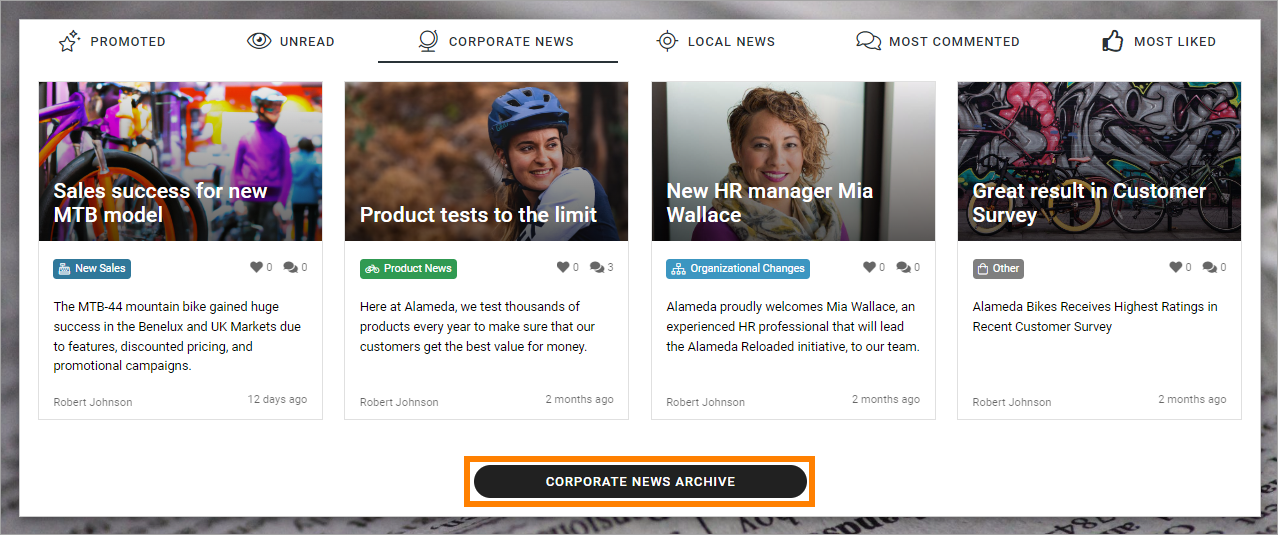 PROMOTED
UNREAD
CORPORATE NEWS
LOCAL NEWS
MOST COMMENTED
MOST LIKED
Sales success for new
MTB model
New Sales
0
0
The MTB-44 mountain bike gained huge
success in the Benelux and UK Markets due
to features, discounted pricing, and
promotional campaigns.
Robert Johnson
12 days ago
Product tests to the limit
Product News
0
3
Here at Alameda, we test thousands of
products every year to make sure that our
customers get the best value for money.
Robert Johnson
2 months ago
New HR manager Mia
Wallace
Organizational Changes
0
0
Alameda proudly welcomes Mia Wallace, an
experienced HR professional that will lead
the Alameda Reloaded initiative, to our team.
Robert Johnson
2 months ago
Great result in Customer
Survey
Other
0
0
Alameda Bikes Receives Highest Ratings in
Recent Customer Survey
Robert Johnson
2 months ago
CORPORATE NEWS ARCHIVE